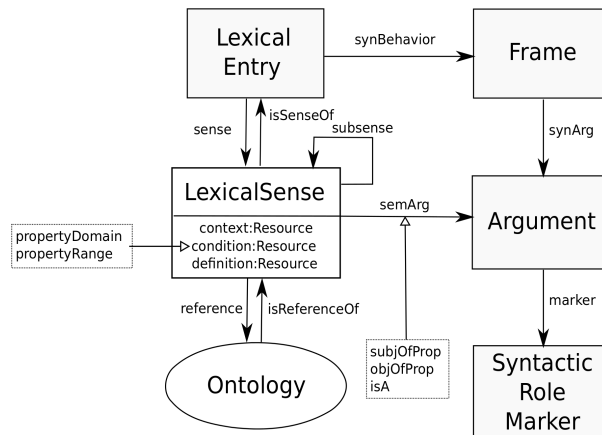 Lexical
Entry
synBehavior
Frame
sense
isSenseOf
subsense
synArg
LexicalSense
context:Resource
condition:Resource
definition:Resource
semArg
Argument
propertyDomain
propertyRange
reference
isReferenceOf
marker
subjOfProp
objOfProp
isA
Ontology
Syntactic
Role
Marker